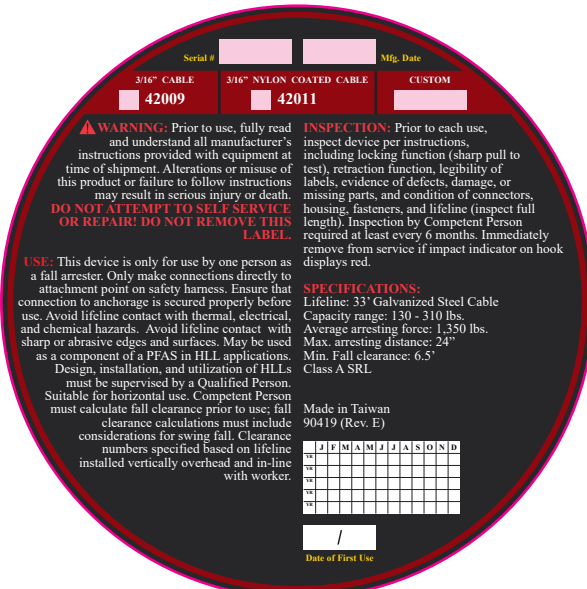 Serial #
Mfg. Date
3/16” CABLE
42009
3/16” NYLON COATED CABLE
42011
CUSTOM
WARNING: Prior to use, fully read
and understand all manufacturer’s
instructions provided with equipment at
time of shipment. Alterations or misuse of
this product or failure to follow instructions
may result in serious injury or death.
DO NOT ATTEMPT TO SELF SERVICE
OR REPAIR! DO NOT REMOVE THIS
LABEL.
USE: This device is only for use by one person as
a fall arrester. Only make connections directly to
attachment point on safety harness. Ensure that
connection to anchorage is secured properly before
use. Avoid lifeline contact with thermal, electrical,
and chemical hazards. Avoid lifeline contact with
sharp or abrasive edges and surfaces. May be used
as a component of a PFAS in HLL applications.
Design, installation, and utilization of HLLs
must be supervised by a Qualified Person.
Suitable for horizontal use. Competent Person
must calculate fall clearance prior to use; fall
clearance calculations must include
considerations for swing fall. Clearance
numbers specified based on lifeline
installed vertically overhead and in-line
with worker.
INSPECTION: Prior to each use,
inspect device per instructions,
including locking function (sharp pull to
test), retraction function, legibility of
labels, evidence of defects, damage, or
missing parts, and condition of connectors,
housing, fasteners, and lifeline (inspect full
length). Inspection by Competent Person
required at least every 6 months. Immediately
remove from service if impact indicator on hook
displays red.
SPECIFICATIONS:
Lifeline: 33’ Galvanized Steel Cable
Capacity range: 130 - 310 lbs.
Average arresting force: 1,350 lbs.
Max. arresting distance: 24”
Min. Fall clearance: 6.5’
Class A SRL
Made in Taiwan
90419 (Rev. E)
J F M A M J J A S O N D
YR
YR
YR
YR
YR
/
Date of First Use